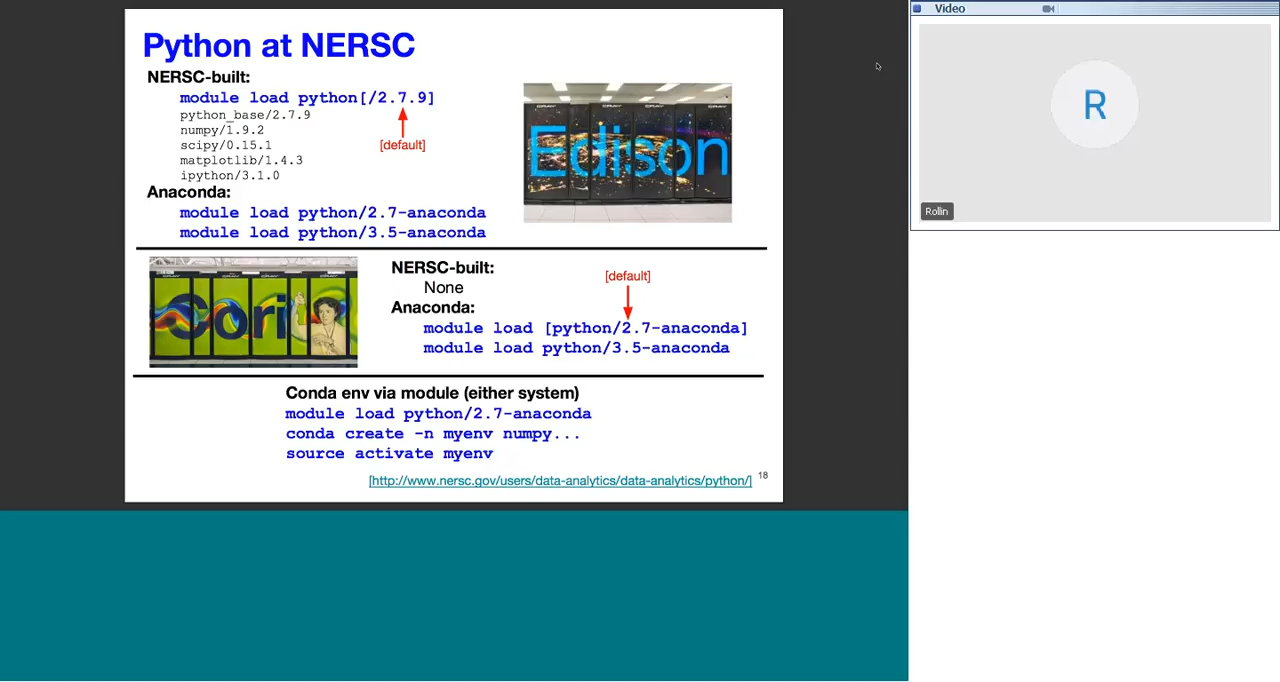 Python at NERSC
NERSC-built:
module load python[/2.7.9]
python_base/2.7.9
numpy/1.9.2
scipy/0.15.1
matplotlib/1.4.3
ipython/3.1.0
[default]
Anaconda:
module load python/2.7-anaconda
module load python/3.5-anaconda
Edison
Cori
NERSC-built:
None
[default]
Anaconda:
module load [python/2.7-anaconda]
module load python/3.5-anaconda
Conda env via module (either system)
module load python/2.7-anaconda
conda create -n myenv numpy...
source activate myenv
[http://www.nersc.gov/users/data-analytics/data-analytics/python/]
18
Video
R
Rollin